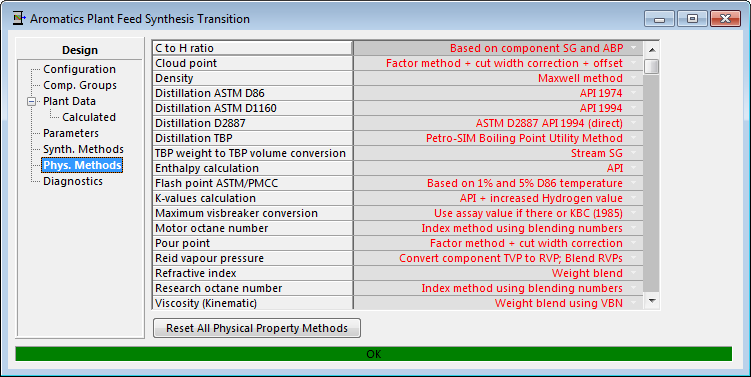 Aromatics Plant Feed Synthesis Transition
Design
Configuration
Comp. Groups
Plant Data
Calculated
Parameters
Synth. Methods
Phys. Methods
Diagnostics
C to H ratio Based on component SG and ABP
Cloud point Factor method + cut width correction + offset
Density Maxwell method
Distillation ASTM D86 API 1974
Distillation ASTM D1160 API 1994
Distillation D2887 ASTM D2887 API 1994 (direct)
Distillation TBP Petro-SIM Boiling Point Utility Method
TBP weight to TBP volume conversion Stream SG
Enthalpy calculation API
Flash point ASTM/PMCC Based on 1% and 5% D86 temperature
K-values calculation API + increased Hydrogen value
Maximum visbreaker conversion Use assay value if there or KBC (1985)
Motor octane number Index method using blending numbers
Pour point Factor method + cut width correction
Reid vapour pressure Convert component TVP to RVP; Blend RVPs
Refractive index Weight blend
Research octane number Index method using blending numbers
Viscosity (Kinematic) Weight blend using VBN
Reset All Physical Property Methods
OK